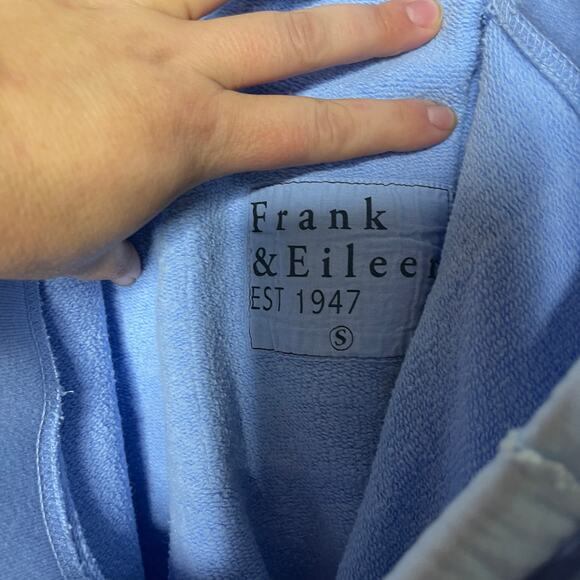 Frank
&Eileen
EST 1947
S